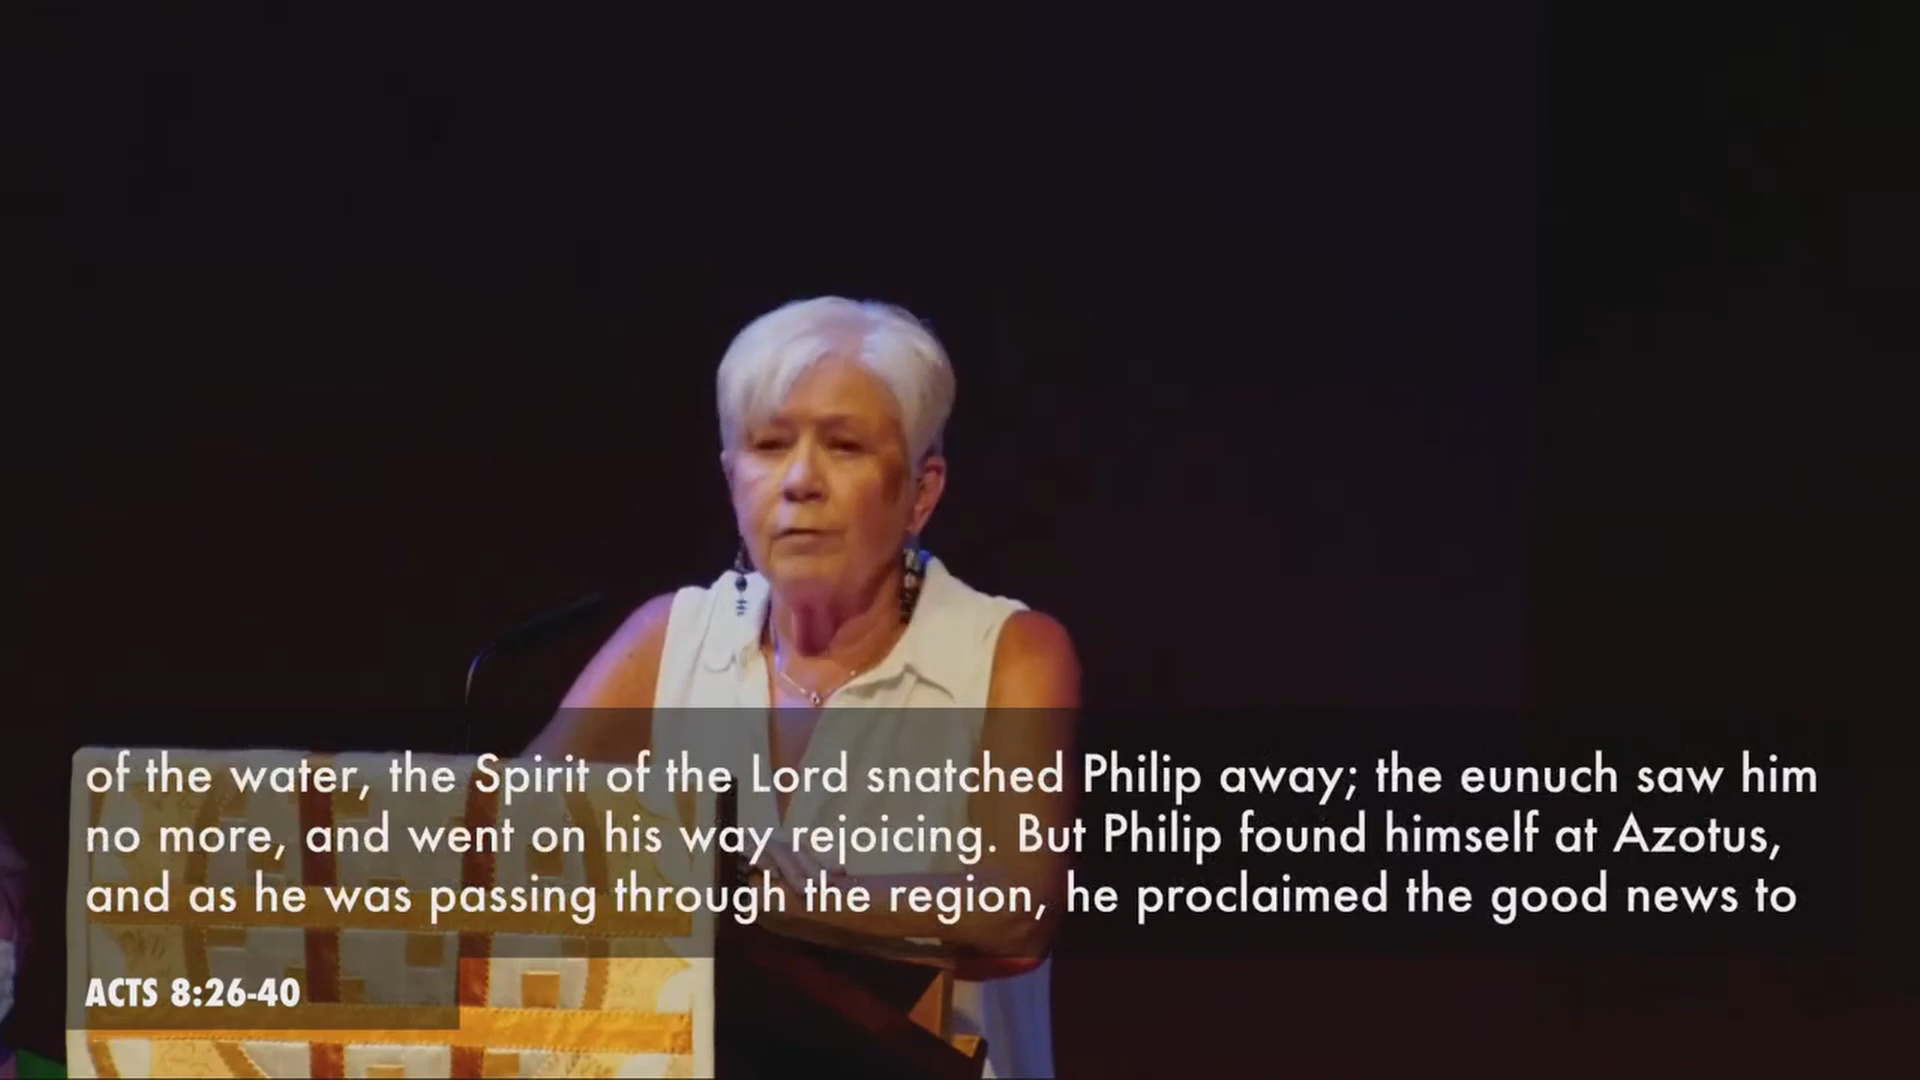 of the water, the Spirit of the Lord snatched Philip away; the eunuch saw him
no more, and went on his way rejoicing. But Philip found himself at Azotus,
and as he was passing through the region, he proclaimed the good news to
ACTS 8:26-40